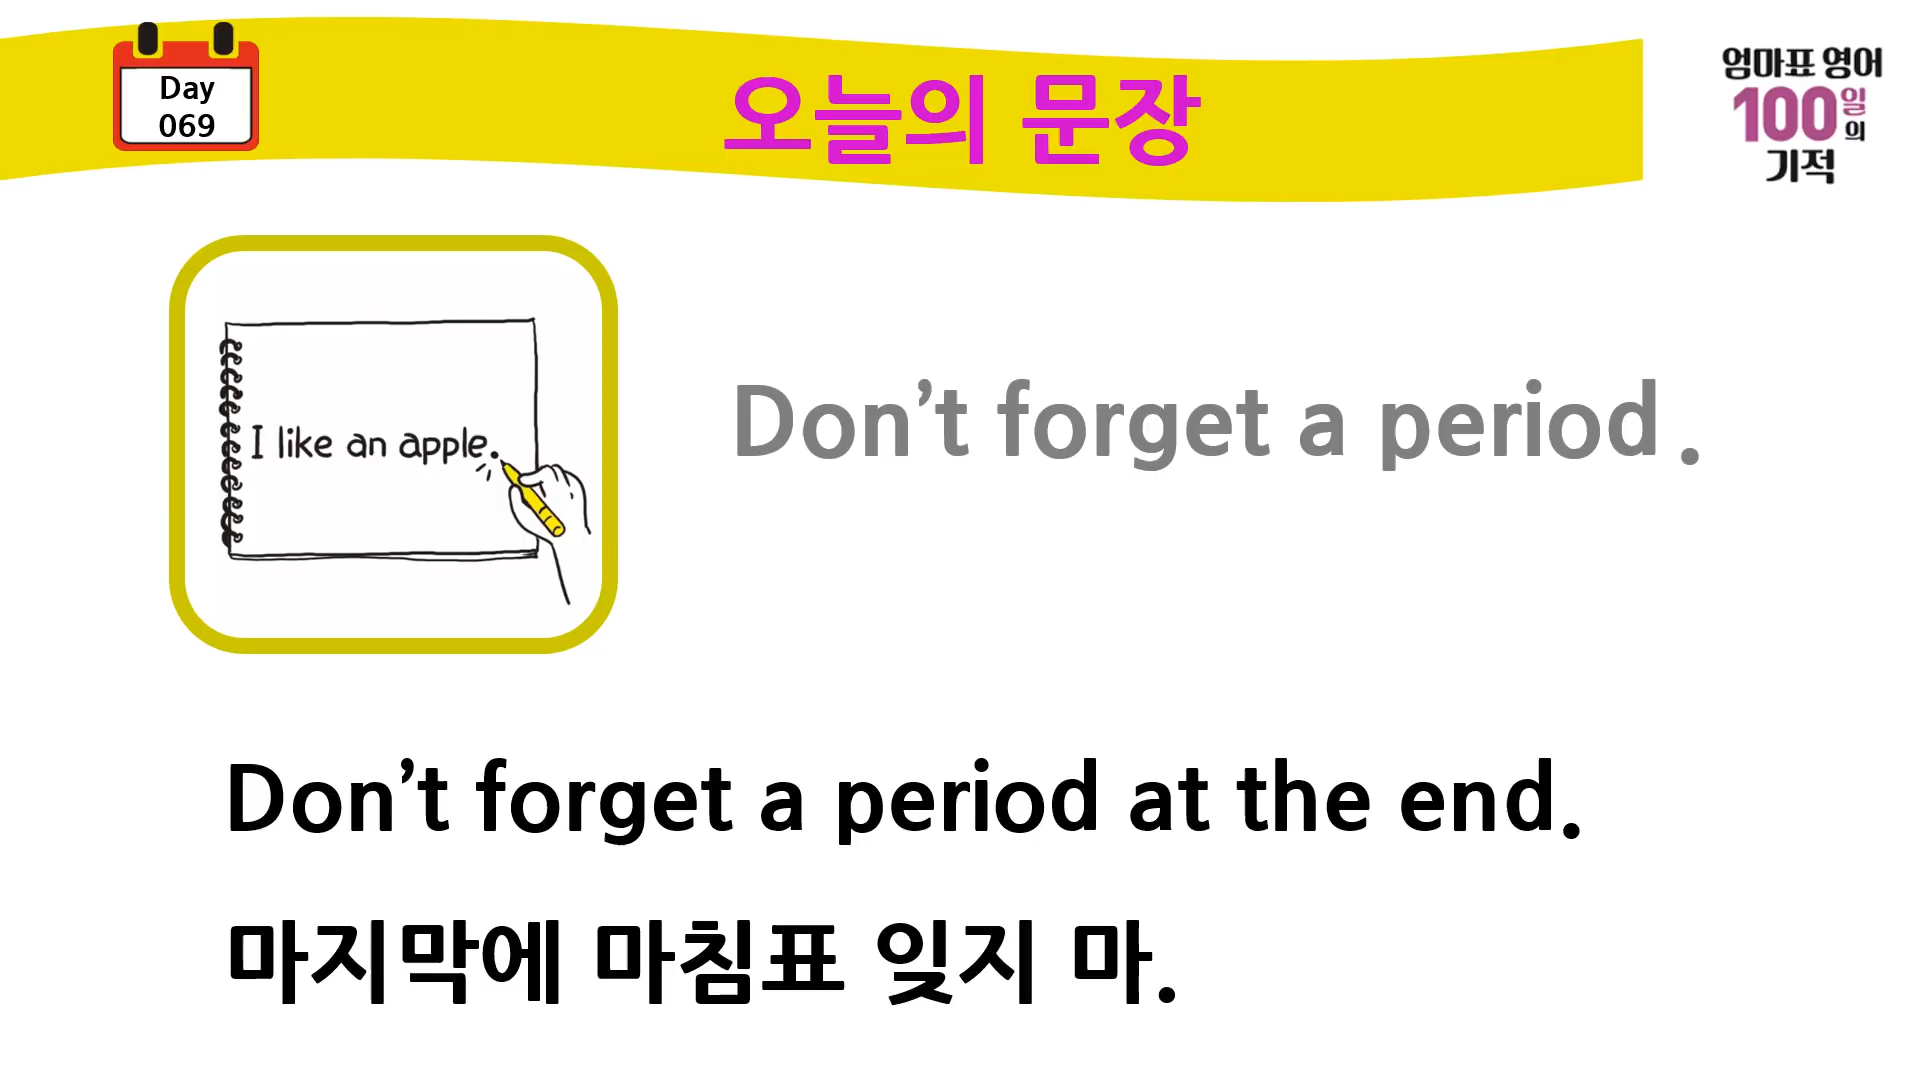 Day
069
오늘의 문장
엄마표 영어
100일의
기적
I like an apple.
Don’t forget a period .
Don’t forget a period at the end.
마지막에 마침표 잊지 마.